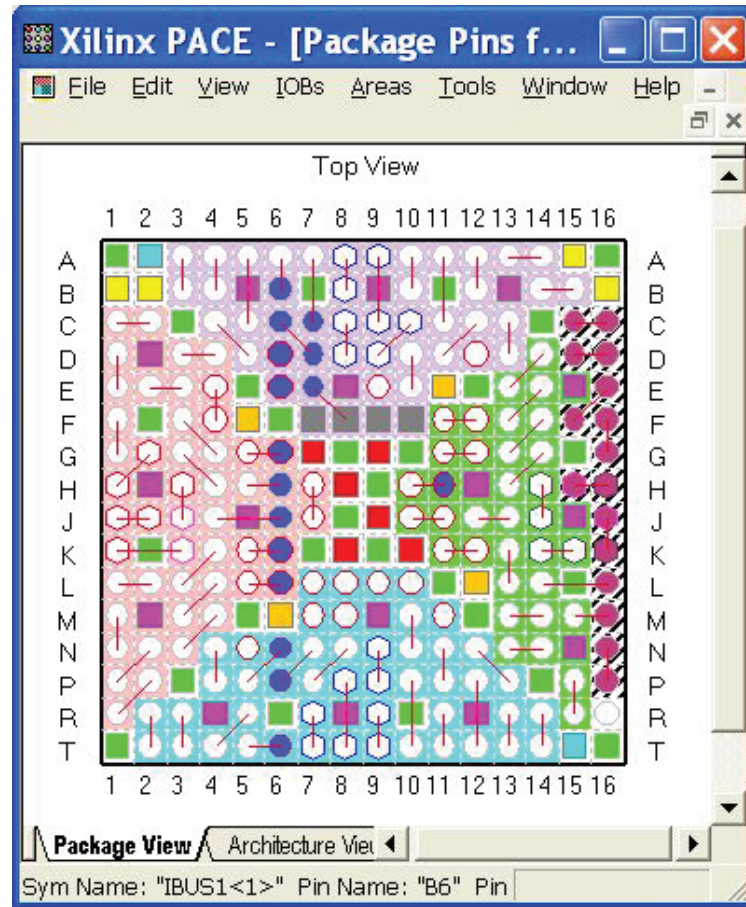 Xilinx PACE - [Package Pins f...
File Edit View IOBs Areas Tools Window Help
Top View
1 2 3 4 5 6 7 8 9 10 11 12 13 14 15 16
A A
B B
C C
D D
E E
F F
G G
H H
J J
K K
L L
M M
N N
P P
R R
T T
1 2 3 4 5 6 7 8 9 10 11 12 13 14 15 16
Package View Architecture Viev
Sym Name: "IBUS1<1>" Pin Name: "B6" Pin